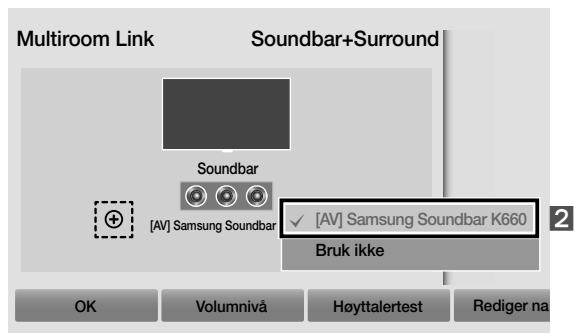 Multiroom Link Soundbar+Surround
Soundbar
[AV] Samsung Soundbar
✓ [AV] Samsung Soundbar K660
2
Bruk ikke
OK Volumnivå Høyttalertest Rediger na